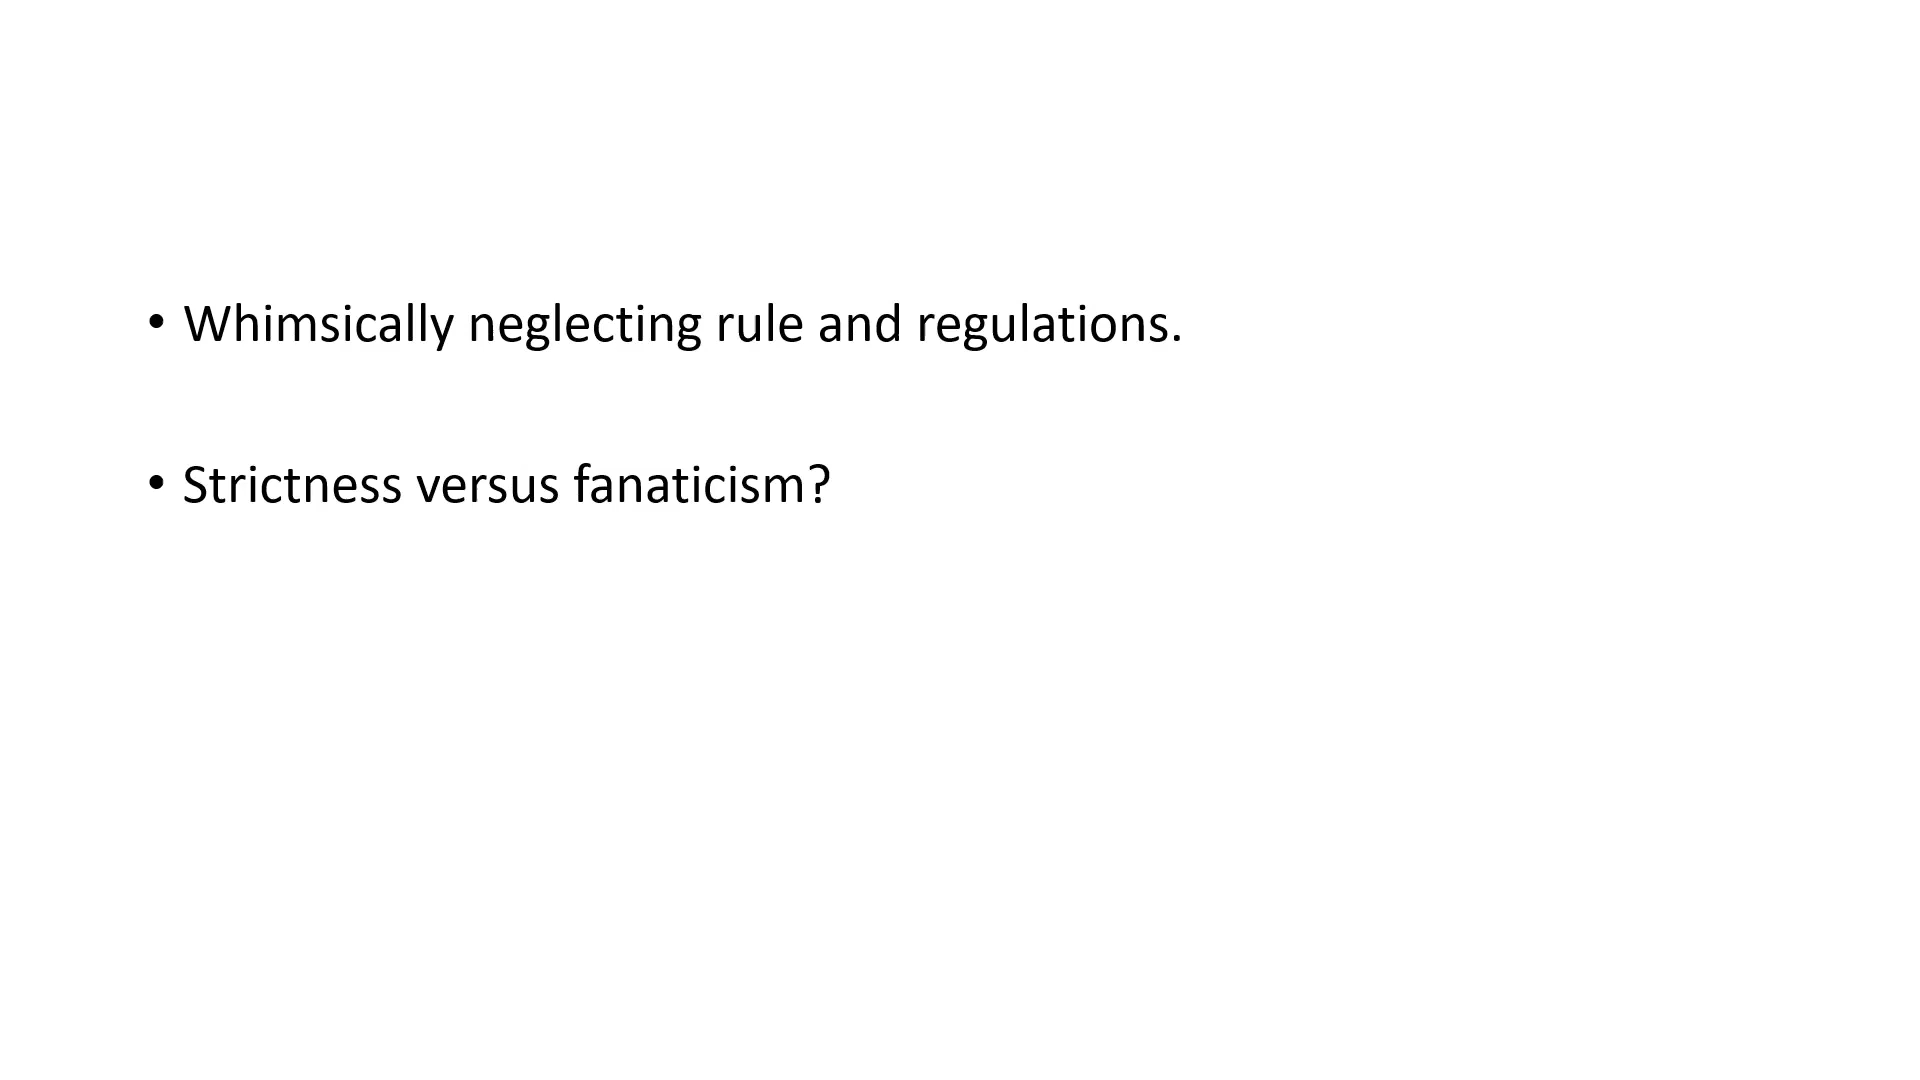 • Whimsically neglecting rule and regulations.
• Strictness versus fanaticism?